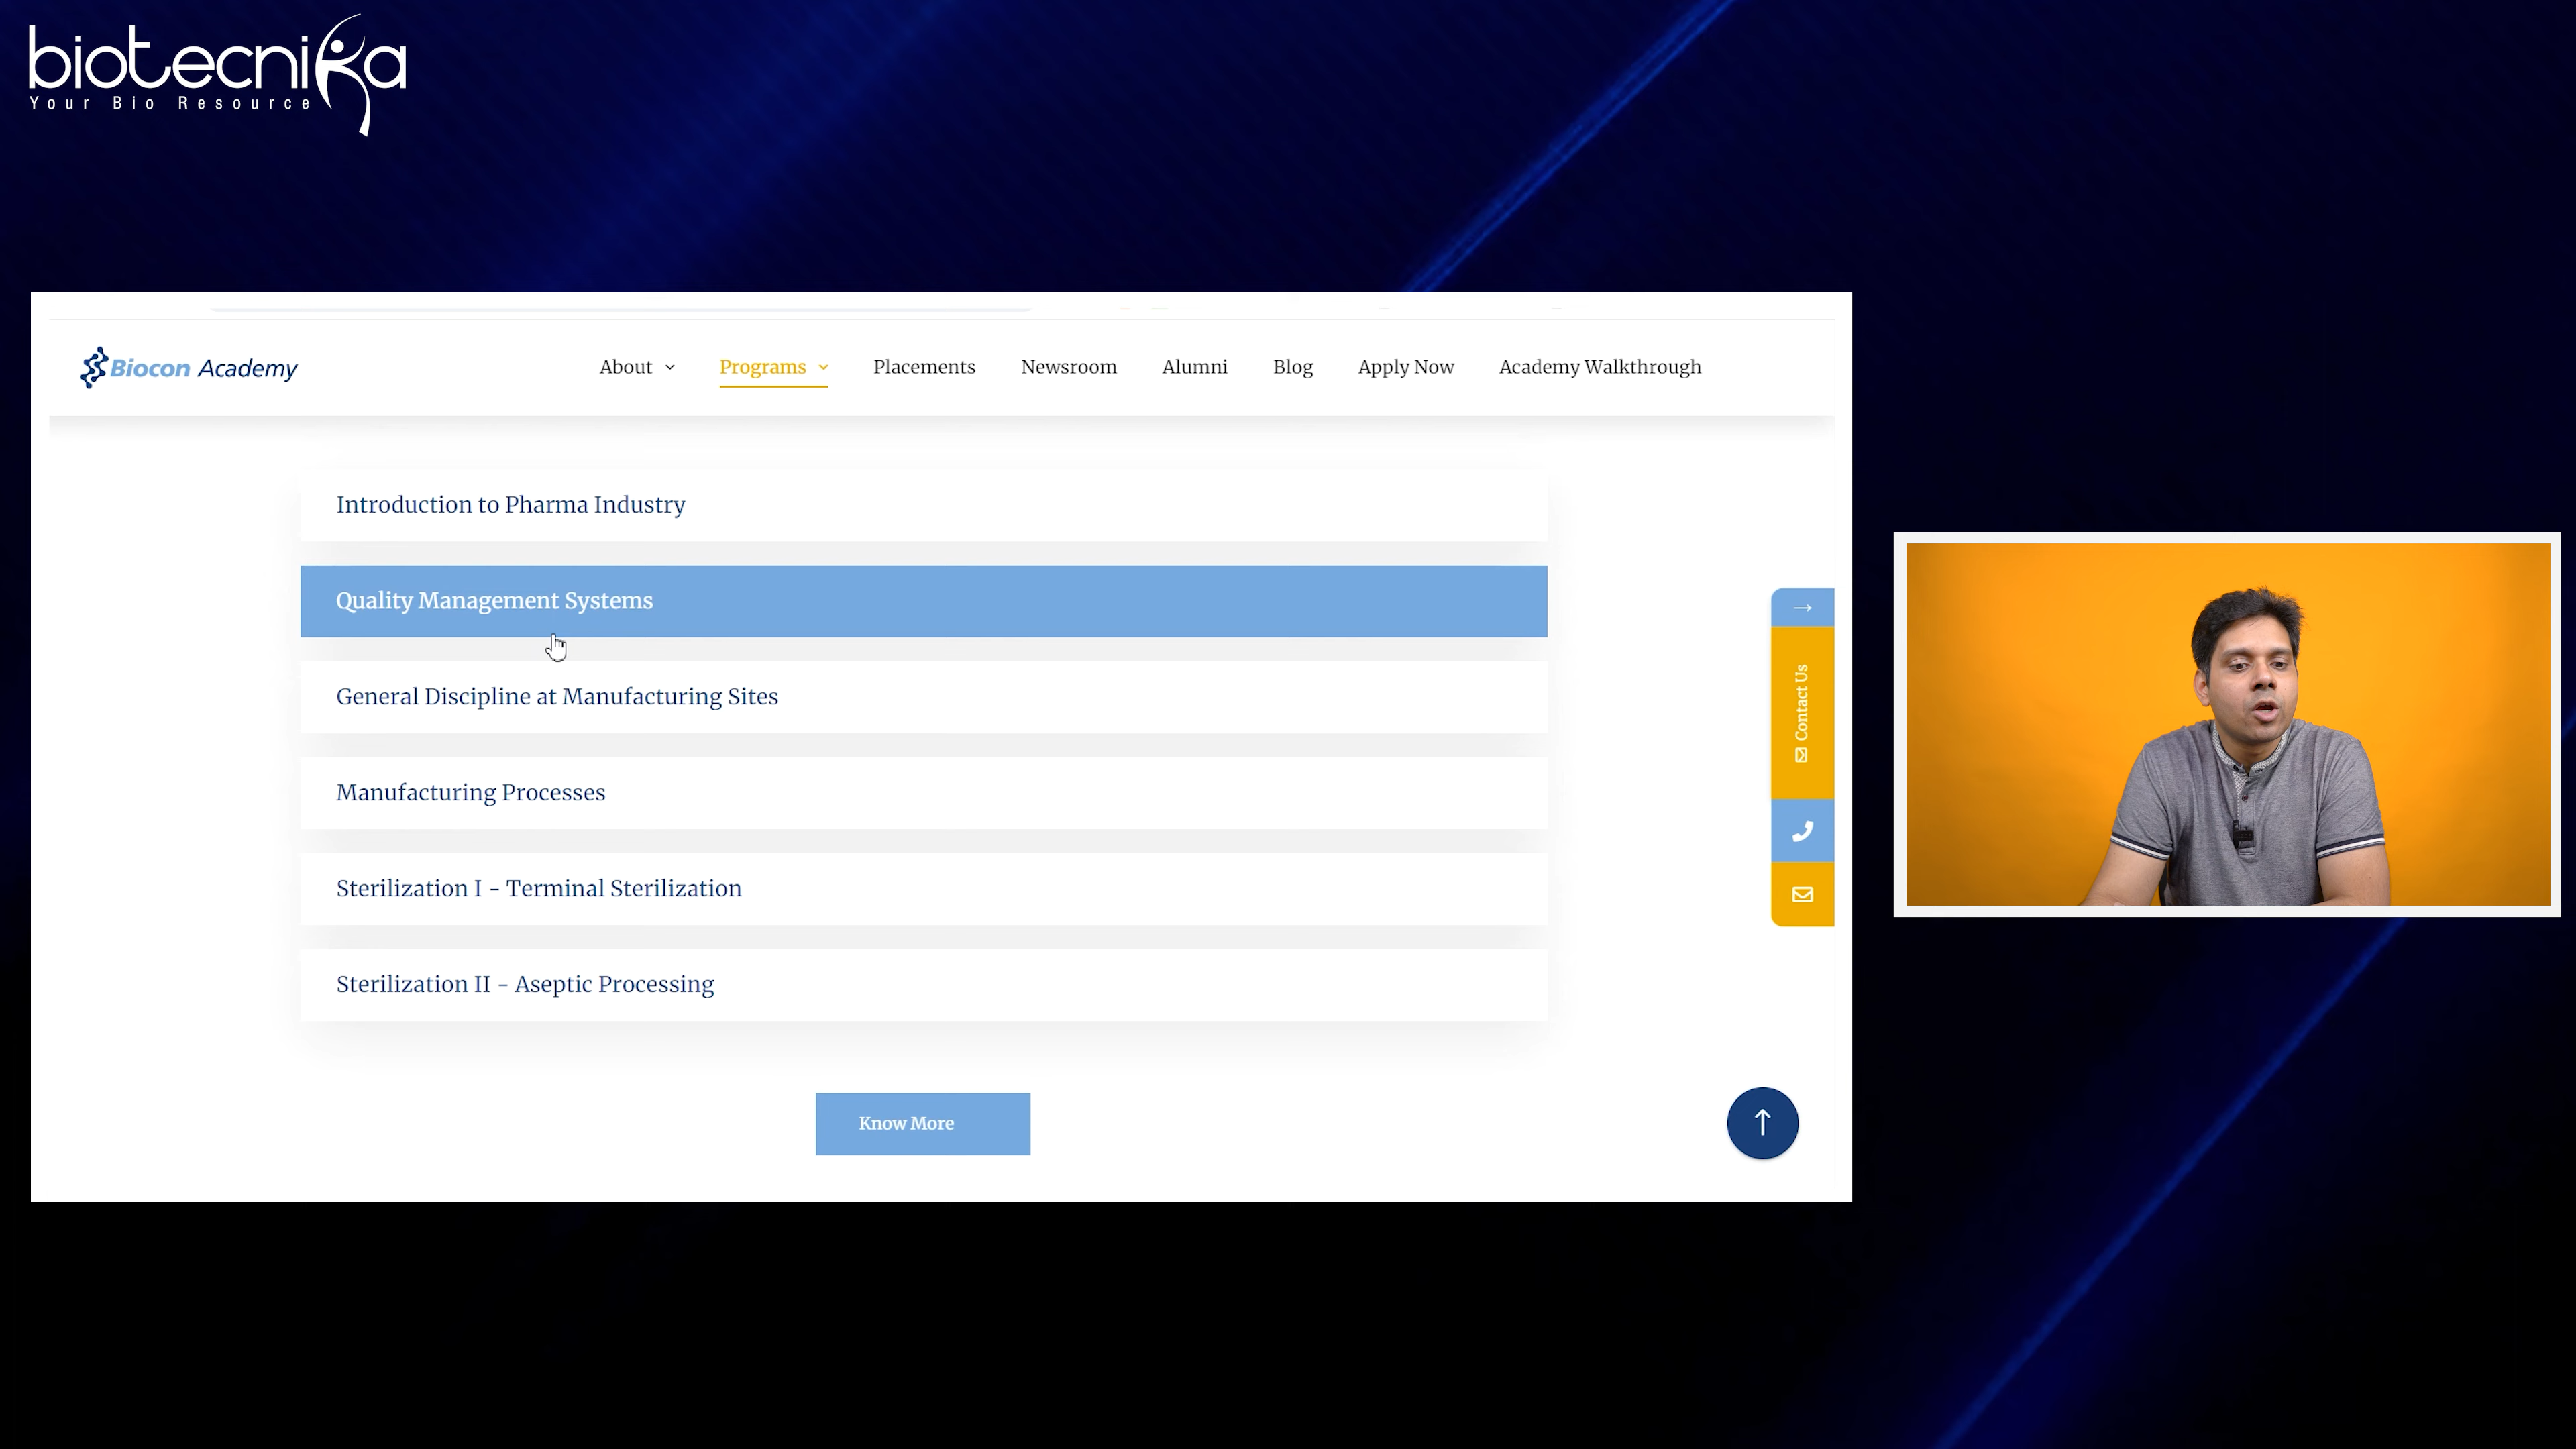 biotecnika
Your Bio Resource
Biocon Academy
About
Programs
Placements
Newsroom
Alumni
Blog
Apply Now
Academy Walkthrough
Introduction to Pharma Industry
Quality Management Systems
General Discipline at Manufacturing Sites
Manufacturing Processes
Sterilization I - Terminal Sterilization
Sterilization II - Aseptic Processing
Know More
Contact Us